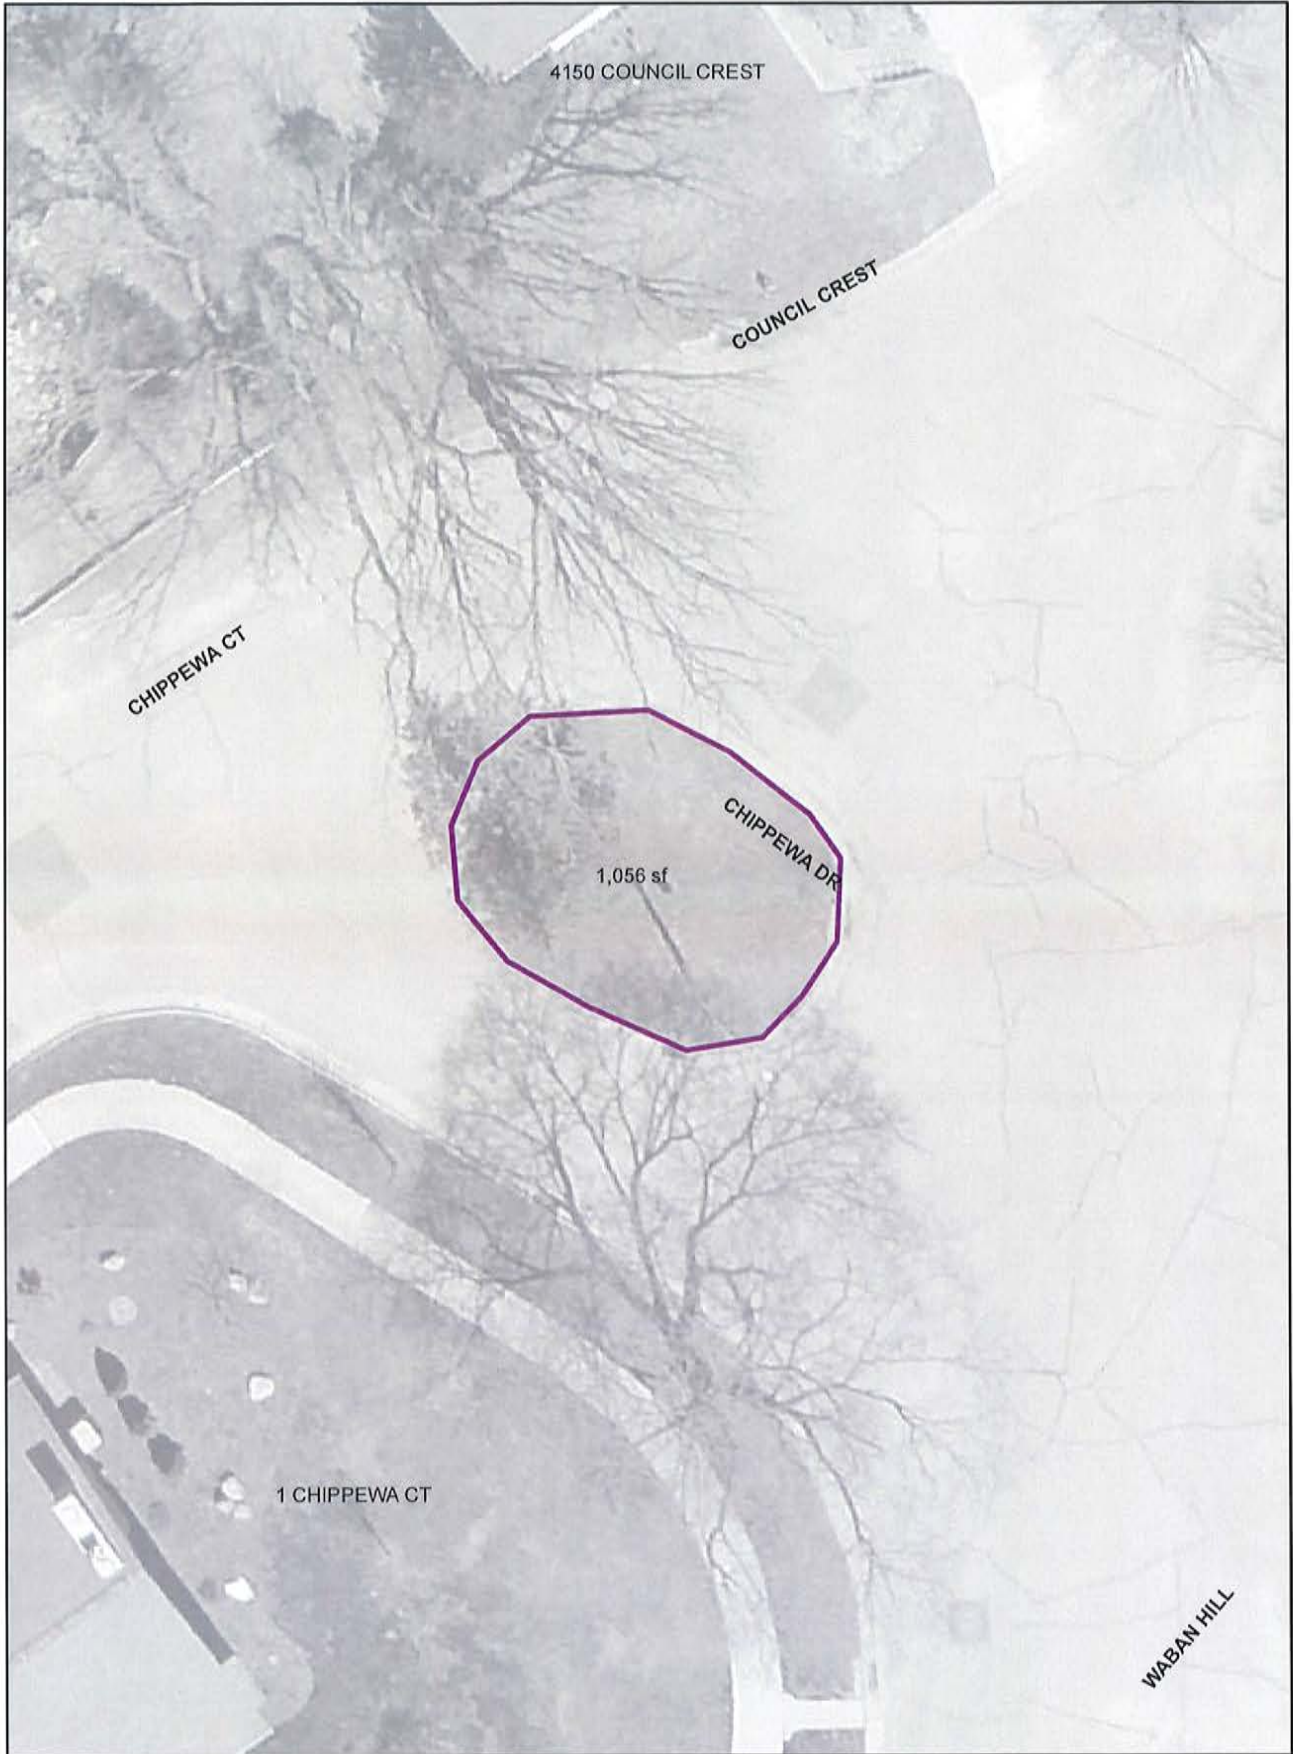 4150 COUNCIL CREST
COUNCIL CREST
CHIPPEWA CT
CHIPPEWA DR
1,056 sf
1 CHIPPEWA CT
WABAN HILL